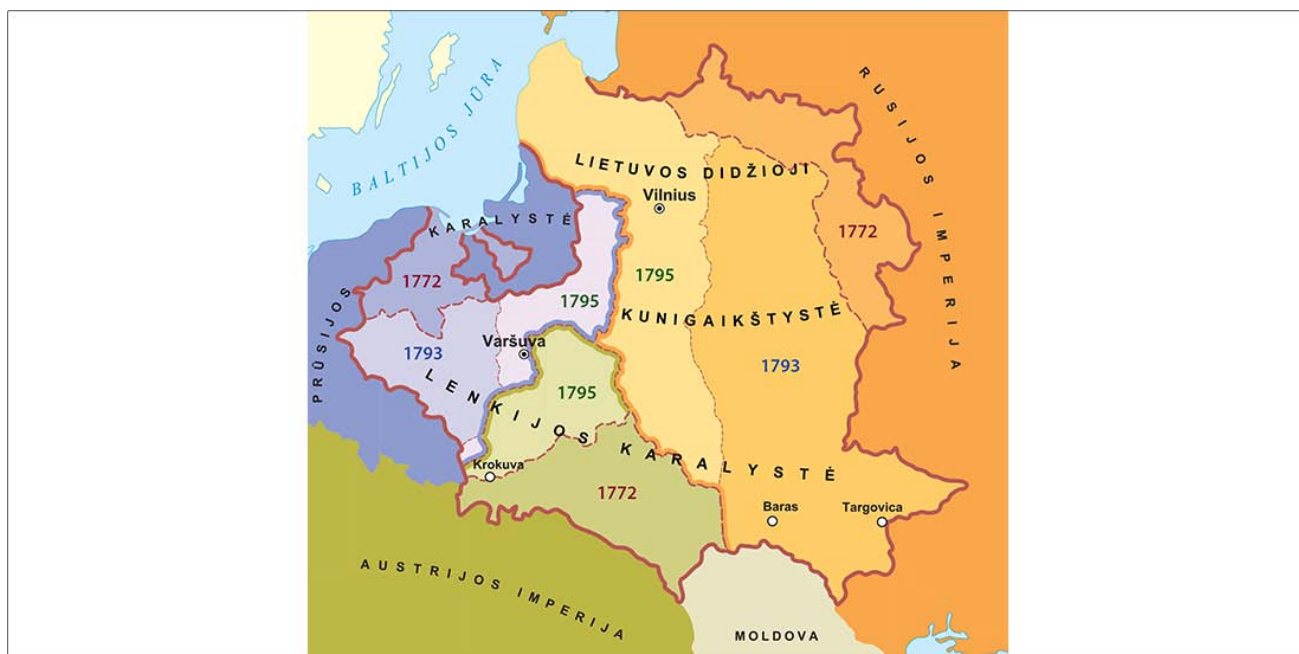 BALTIJOS JŪRA
RUSIJOS IMPERIJA
LIETUVOS DIDŽIOJI
Vilnius
KARALYSTĖ
1772
1772
1795
1795
KUNIGAIKŠTYSTĖ
PRŪSIJOS
Varšuva
1793
1793
LENKIJOS KARALYSTĖ
1795
Krokuva
1772
Baras
Targovica
AUSTRIJOS IMPERIJA
MOLDOVA